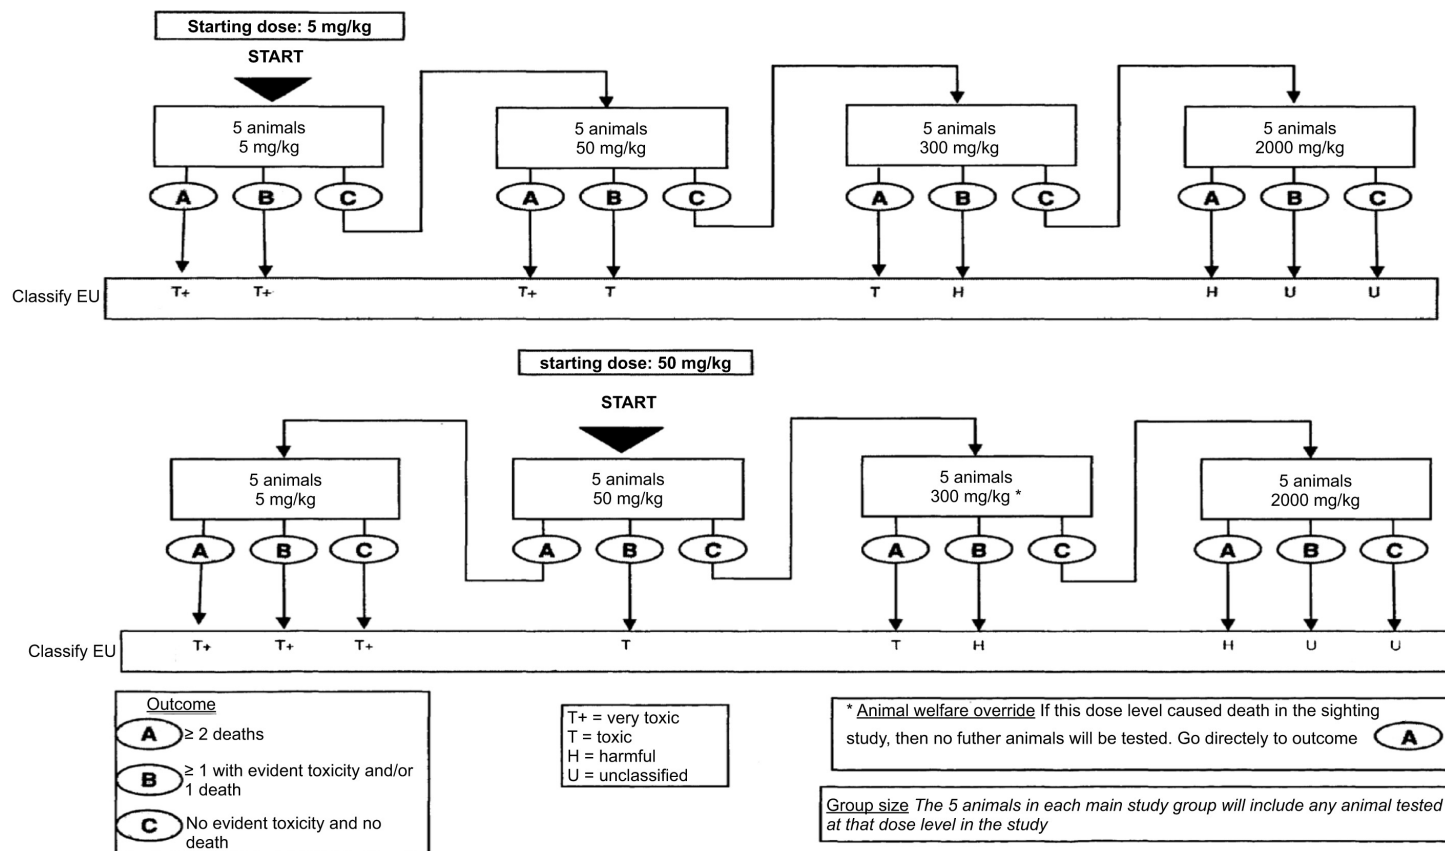 Starting dose: 5 mg/kg
START
5 animals
5 mg/kg
5 animals
50 mg/kg
5 animals
300 mg/kg
5 animals
2000 mg/kg
A B C A B C A B C A B C
Classify EU T+ T+ T+ T T H H U U
starting dose: 50 mg/kg
START
5 animals
5 mg/kg
5 animals
50 mg/kg
5 animals
300 mg/kg *
5 animals
2000 mg/kg
A B C A B C A B C A B C
Classify EU T+ T+ T+ T T H H U U
Outcome
A ≥ 2 deaths
B ≥ 1 with evident toxicity and/or
1 death
C No evident toxicity and no
death
T+ = very toxic
T = toxic
H = harmful
U = unclassified
* Animal welfare override If this dose level caused death in the sighting
study, then no futher animals will be tested. Go directely to outcome A
Group size The 5 animals in each main study group will include any animal tested
at that dose level in the study